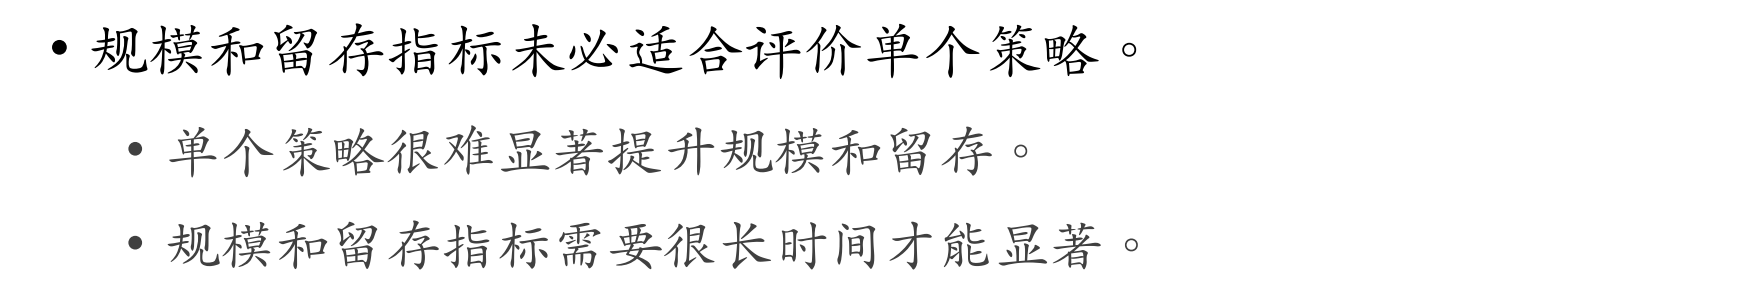 • 规模和留存指标未必适合评价单个策略。
• 单个策略很难显著提升规模和留存。
• 规模和留存指标需要很长时间才能显著。